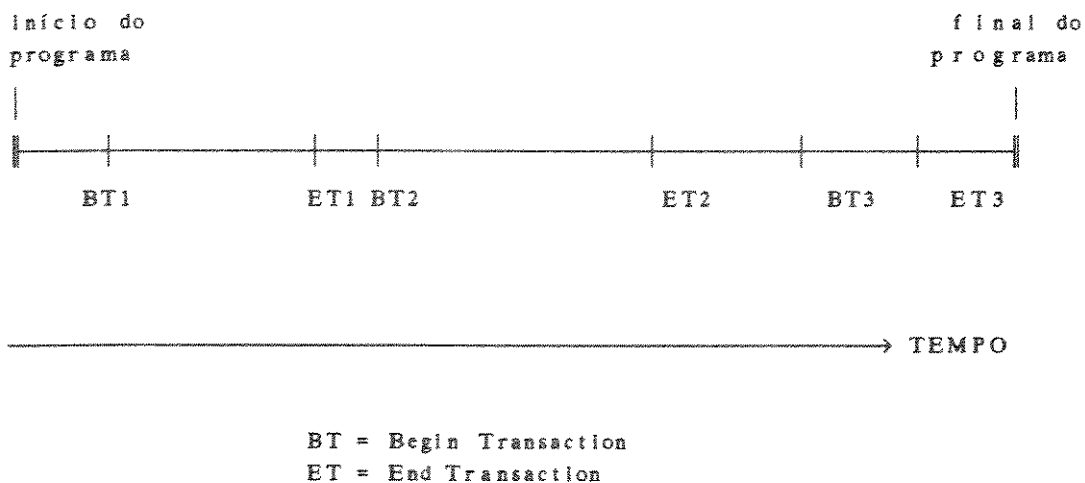 início do
programa
final do
programa
BT1 ET1 BT2 ET2 BT3 ET3
TEMPO
BT = Begin Transaction
ET = End Transaction